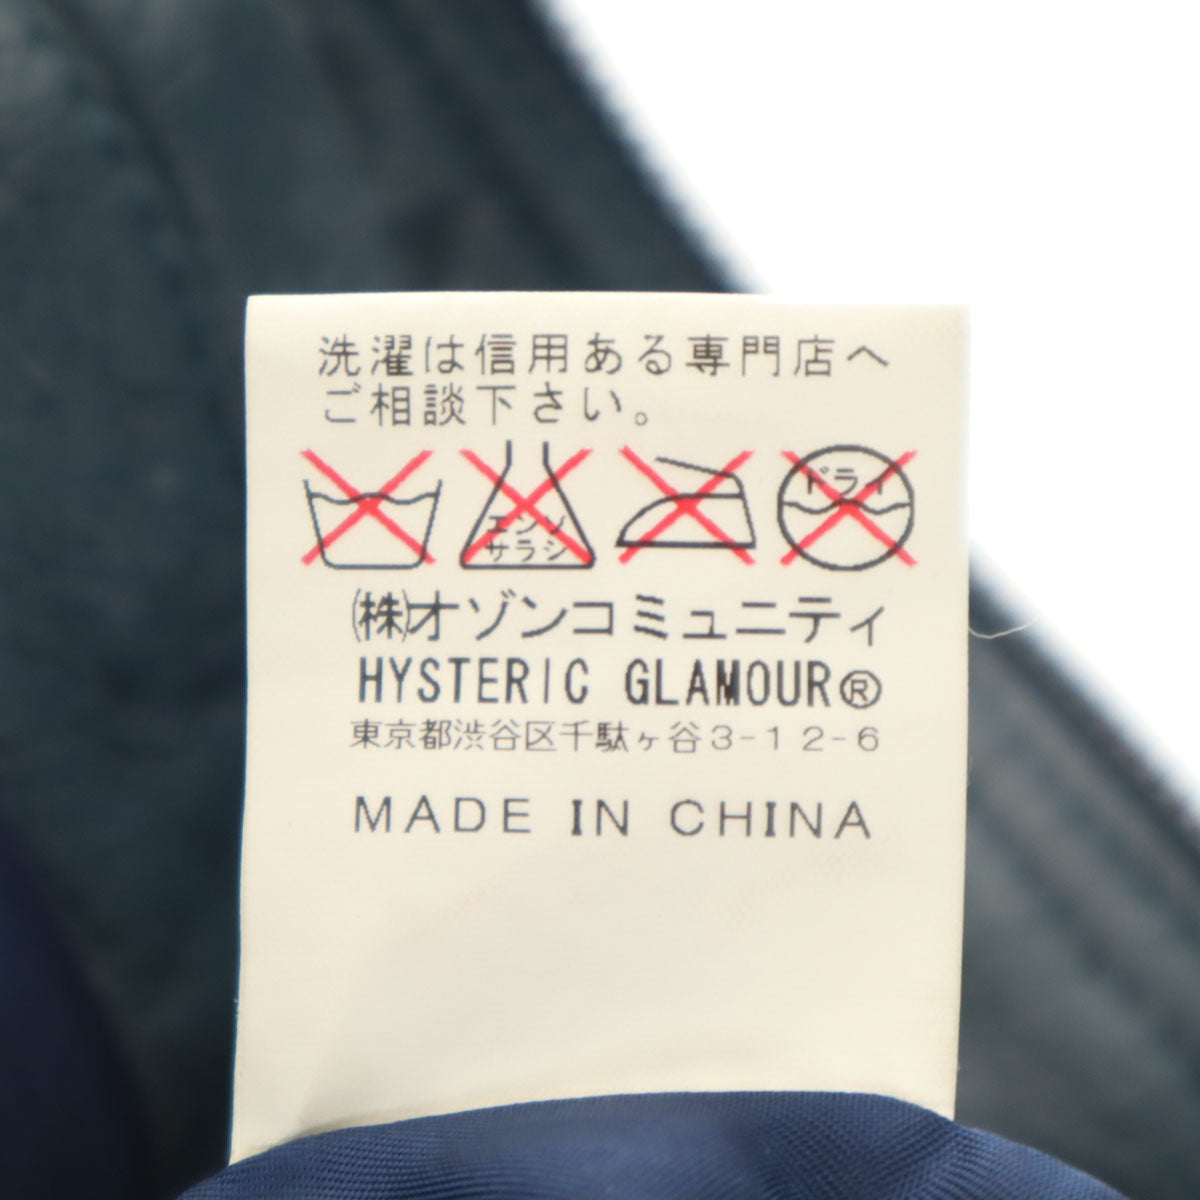 洗濯は信用ある専門店へ
ご相談下さい。
エンソ サラシ ドライ
㈱オゾンコミュニティ
HYSTERIC GLAMOUR®
東京都渋谷区千駄ヶ谷3-12-6
MADE IN CHINA